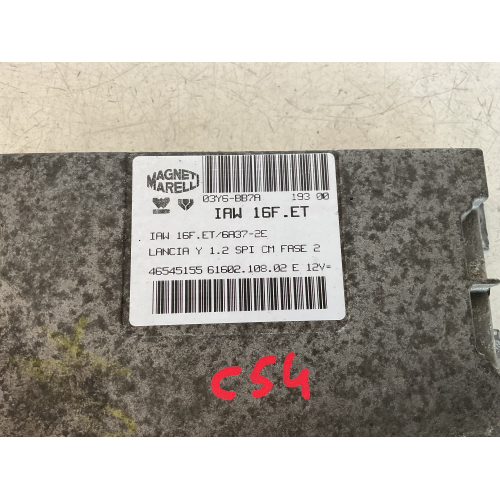 MAGNETI
MARELLI
03Y6-BB7A 193 00
IAW 16F.ET
IAW 16F.ET/6A37-2E
LANCIA Y 1.2 SPI CM FASE 2
46545155 61602.108.02 E 12V=
C54